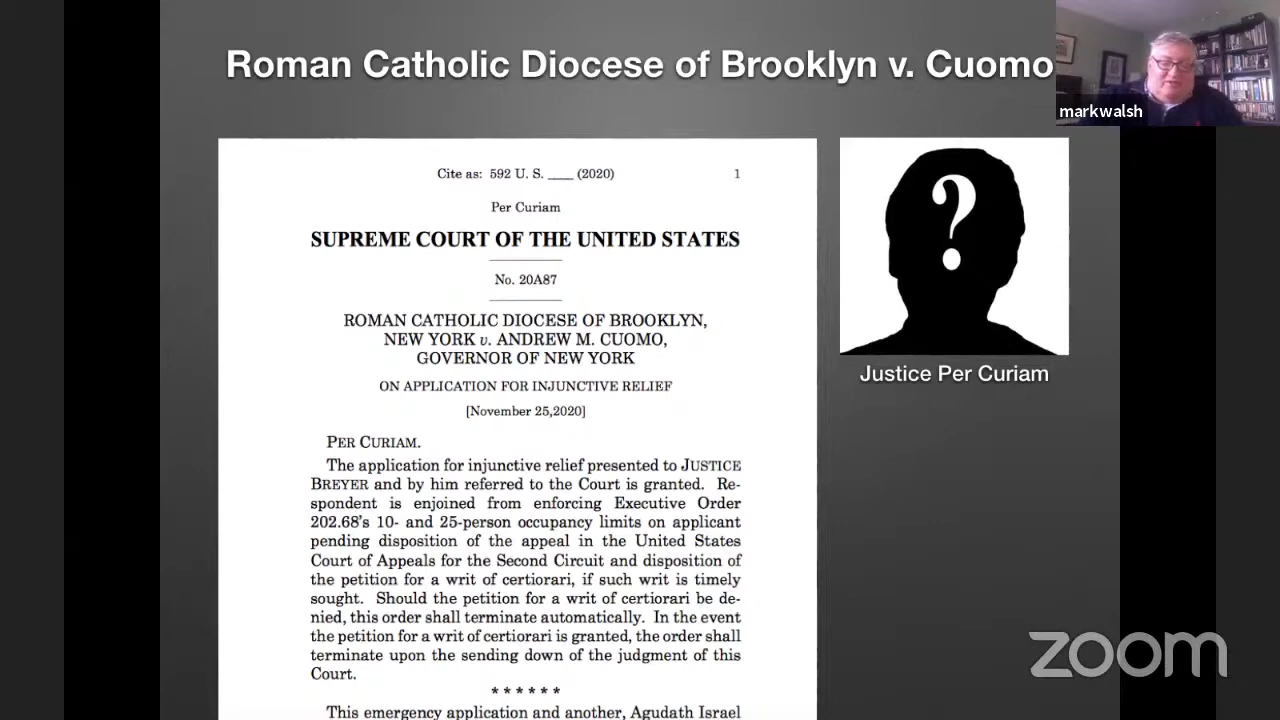 Roman Catholic Diocese of Brooklyn v. Cuomo
markwalsh
Cite as: 592 U. S. ____ (2020) 1
Per Curiam
SUPREME COURT OF THE UNITED STATES
No. 20A87
ROMAN CATHOLIC DIOCESE OF BROOKLYN,
NEW YORK v. ANDREW M. CUOMO,
GOVERNOR OF NEW YORK
ON APPLICATION FOR INJUNCTIVE RELIEF
[November 25,2020]
PER CURIAM.
The application for injunctive relief presented to JUSTICE
BREYER and by him referred to the Court is granted. Re-
spondent is enjoined from enforcing Executive Order
202.68's 10- and 25-person occupancy limits on applicant
pending disposition of the appeal in the United States
Court of Appeals for the Second Circuit and disposition of
the petition for a writ of certiorari, if such writ is timely
sought. Should the petition for a writ of certiorari be de-
nied, this order shall terminate automatically. In the event
the petition for a writ of certiorari is granted, the order shall
terminate upon the sending down of the judgment of this
Court.
* * * * * *
This emergency application and another, Agudath Israel
?
Justice Per Curiam
zoom